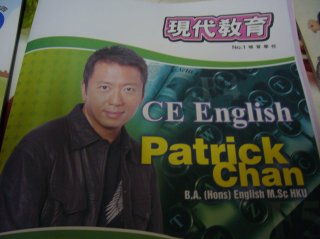 現代教育
No.1 補習學校
CE English
Patrick
Chan
B.A. (Hons) English M.Sc HKU